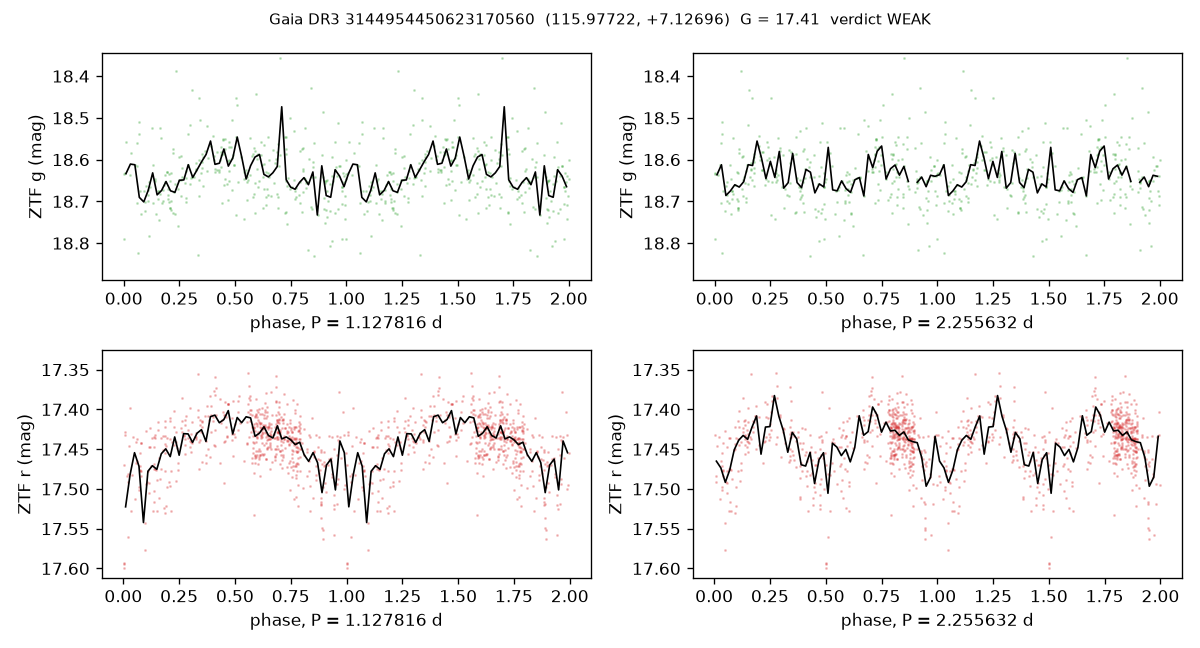 Gaia DR3 3144954450623170560  (115.97722, +7.12696)  G = 17.41  verdict WEAK
ZTF g (mag)
18.4
18.5
18.6
18.7
18.8
0.00 0.25 0.50 0.75 1.00 1.25 1.50 1.75 2.00
phase, P = 1.127816 d
ZTF g (mag)
18.4
18.5
18.6
18.7
18.8
0.00 0.25 0.50 0.75 1.00 1.25 1.50 1.75 2.00
phase, P = 2.255632 d
ZTF r (mag)
17.35
17.40
17.45
17.50
17.55
17.60
0.00 0.25 0.50 0.75 1.00 1.25 1.50 1.75 2.00
phase, P = 1.127816 d
ZTF r (mag)
17.35
17.40
17.45
17.50
17.55
17.60
0.00 0.25 0.50 0.75 1.00 1.25 1.50 1.75 2.00
phase, P = 2.255632 d